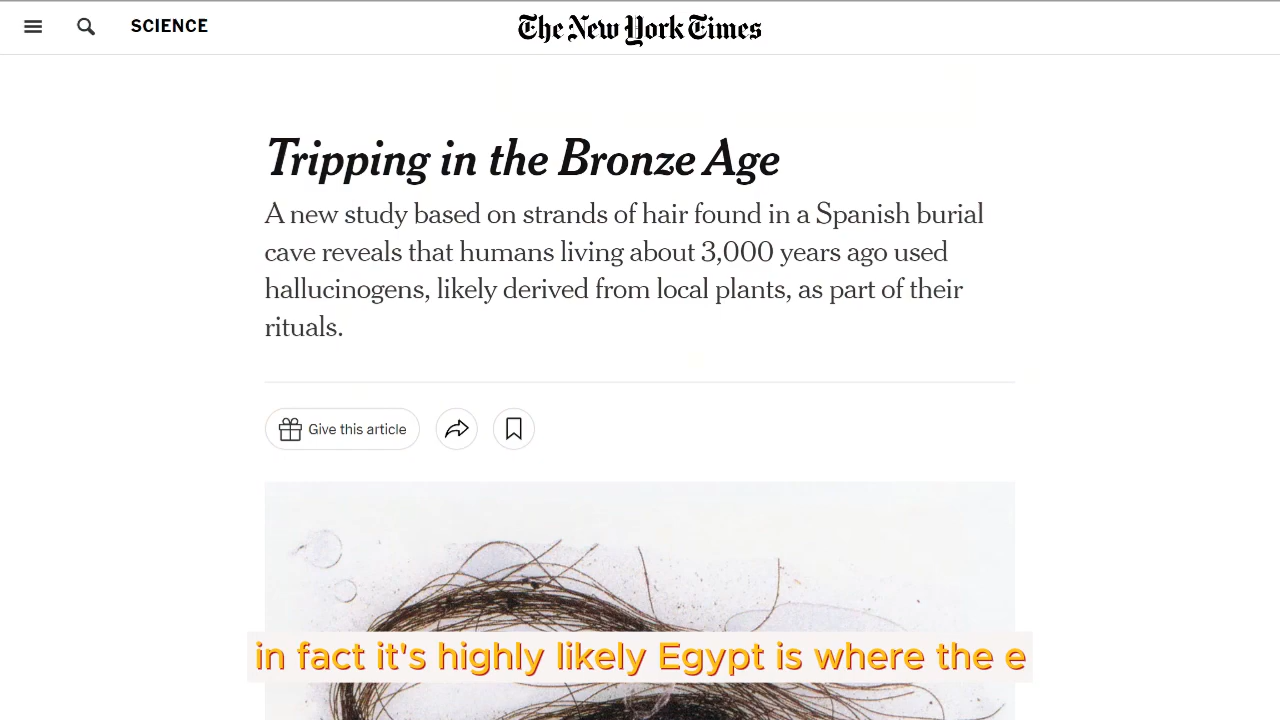 SCIENCE
The New York Times
Tripping in the Bronze Age
A new study based on strands of hair found in a Spanish burial
cave reveals that humans living about 3,000 years ago used
hallucinogens, likely derived from local plants, as part of their
rituals.
Give this article
in fact it's highly likely Egypt is where the e